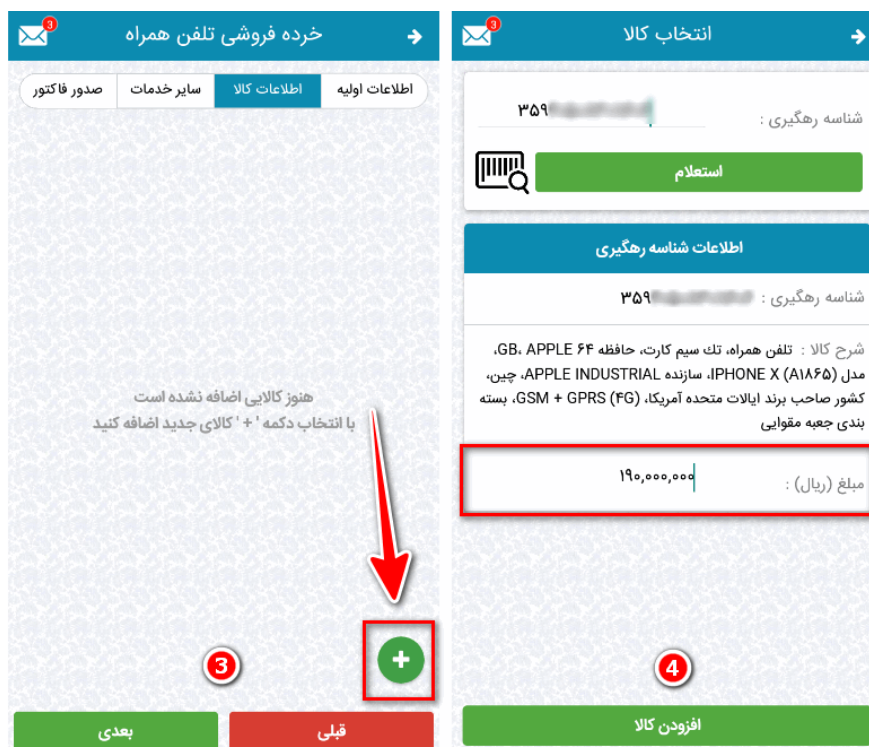 خرده فروشی تلفن همراه
3
اطلاعات اولیه
اطلاعات کالا
سایر خدمات
صدور فاکتور
هنوز کالایی اضافه نشده است
با انتخاب دکمه ' + ' کالای جدید اضافه کنید
+
3
قبلی
بعدی
انتخاب کالا
3
شناسه رهگیری :
۳۵۹
استعلام
اطلاعات شناسه رهگیری
شناسه رهگیری : ۳۵۹
شرح کالا : تلفن همراه، تك سیم کارت، حافظه ۶۴ GB، APPLE،
مدل IPHONE X (A۱۸۶۵)، سازنده APPLE INDUSTRIAL، چین،
کشور صاحب برند ایالات متحده آمریکا، GSM + GPRS (۴G)، بسته
بندی جعبه مقوایی
مبلغ (ریال) : ۱۹۰,۰۰۰,۰۰۰
4
افزودن کالا